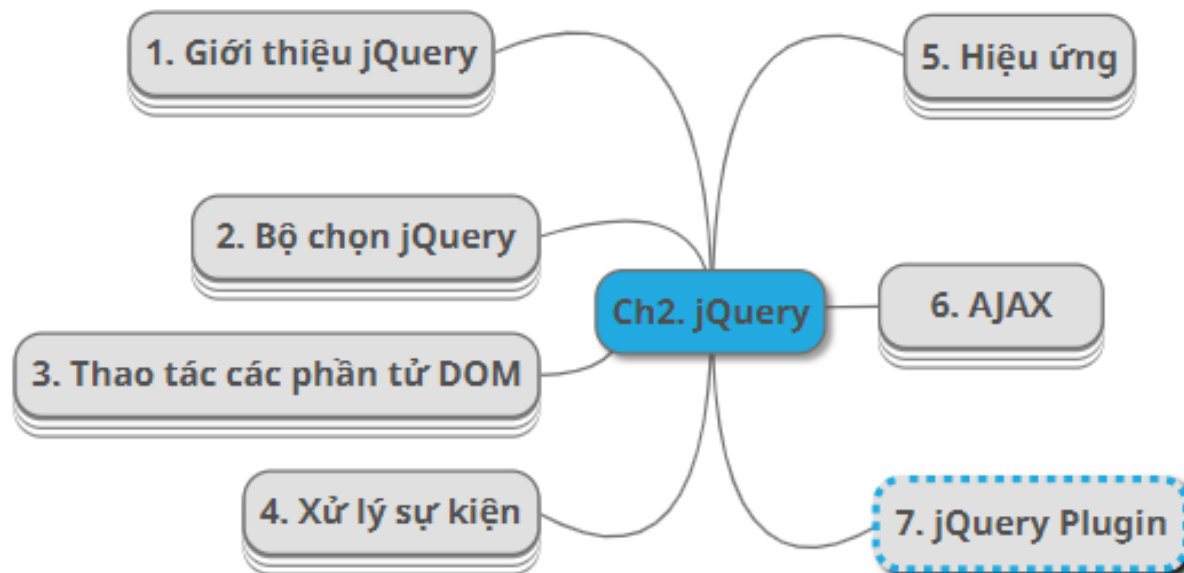 1. Giới thiệu jQuery
2. Bộ chọn jQuery
3. Thao tác các phần tử DOM
4. Xử lý sự kiện
Ch2. jQuery
5. Hiệu ứng
6. AJAX
7. jQuery Plugin